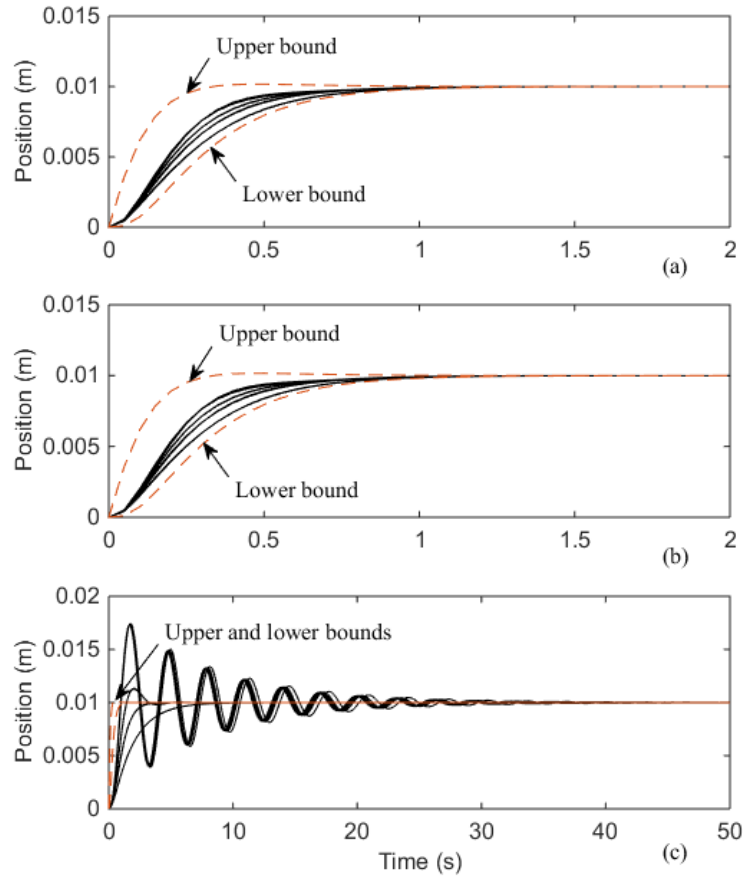 0.015
Upper bound
0.01
Position (m)
0.005
Lower bound
0
0 0.5 1 1.5 2
(a)
0.015
Upper bound
0.01
Position (m)
0.005
Lower bound
0
0 0.5 1 1.5 2
(b)
0.02
Upper and lower bounds
0.015
Position (m)
0.01
0.005
0
0 10 20 30 40 50
Time (s)
(c)